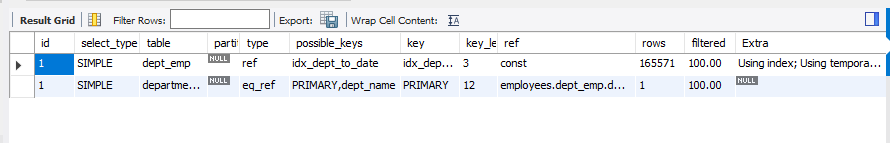 Result Grid Filter Rows: Export: Wrap Cell Content: IA
id select_type table partiti type possible_keys key key_le ref rows filtered Extra
1 SIMPLE dept_emp NULL ref idx_dept_to_date idx_dep... 3 const 165571 100.00 Using index; Using tempora...
1 SIMPLE departme... NULL eq_ref PRIMARY,dept_name PRIMARY 12 employees.dept_emp.d... 1 100.00 NULL